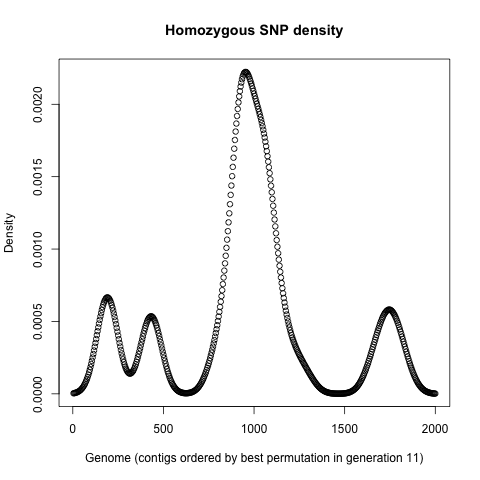 Homozygous SNP density
Density
0.0020
0.0015
0.0010
0.0005
0.0000
0 500 1000 1500 2000
Genome (contigs ordered by best permutation in generation 11)